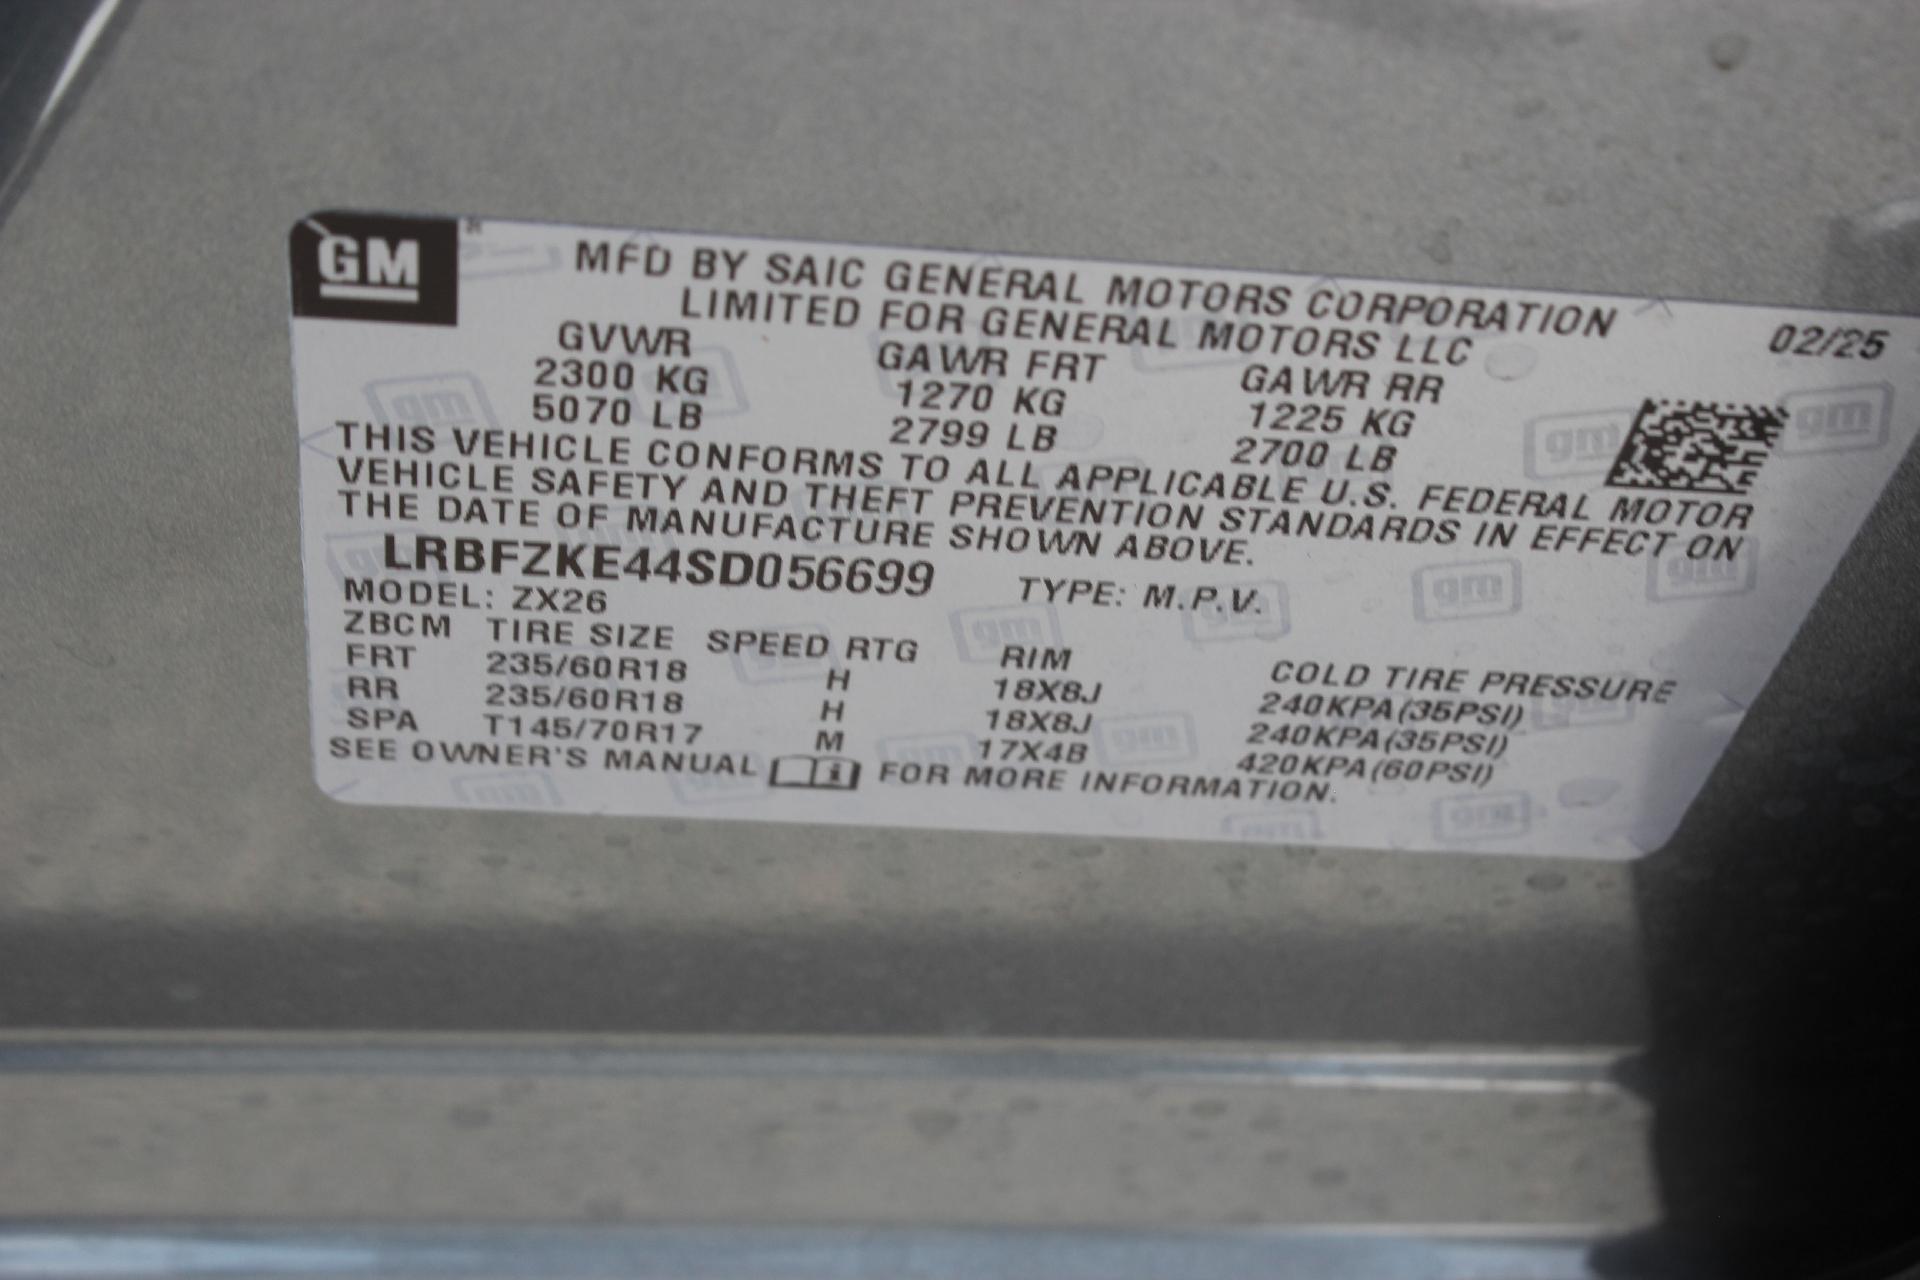 GM
MFD BY SAIC GENERAL MOTORS CORPORATION
LIMITED FOR GENERAL MOTORS LLC
02/25
GVWR GAWR FRT GAWR RR
2300 KG 1270 KG 1225 KG
5070 LB 2799 LB 2700 LB
THIS VEHICLE CONFORMS TO ALL APPLICABLE U.S. FEDERAL MOTOR
VEHICLE SAFETY AND THEFT PREVENTION STANDARDS IN EFFECT ON
THE DATE OF MANUFACTURE SHOWN ABOVE.
LRBFZKE44SD056699 TYPE: M.P.V.
MODEL: ZX26
ZBCM TIRE SIZE SPEED RTG RIM COLD TIRE PRESSURE
FRT 235/60R18 H 18X8J 240KPA(35PSI)
RR 235/60R18 H 18X8J 240KPA(35PSI)
SPA T145/70R17 M 17X4B 420KPA(60PSI)
SEE OWNER'S MANUAL FOR MORE INFORMATION.